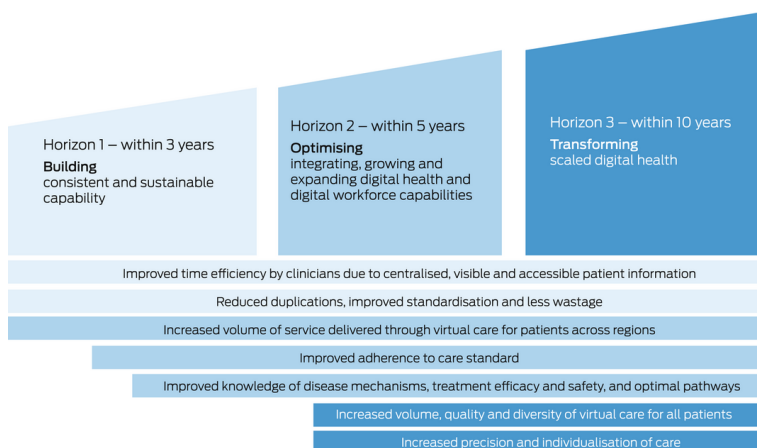 Horizon 1 – within 3 years
Building
consistent and sustainable
capability
Horizon 2 – within 5 years
Optimising
integrating, growing and
expanding digital health and
digital workforce capabilities
Horizon 3 – within 10 years
Transforming
scaled digital health
Improved time efficiency by clinicians due to centralised, visible and accessible patient information
Reduced duplications, improved standardisation and less wastage
Increased volume of service delivered through virtual care for patients across regions
Improved adherence to care standard
Improved knowledge of disease mechanisms, treatment efficacy and safety, and optimal pathways
Increased volume, quality and diversity of virtual care for all patients
Increased precision and individualisation of care